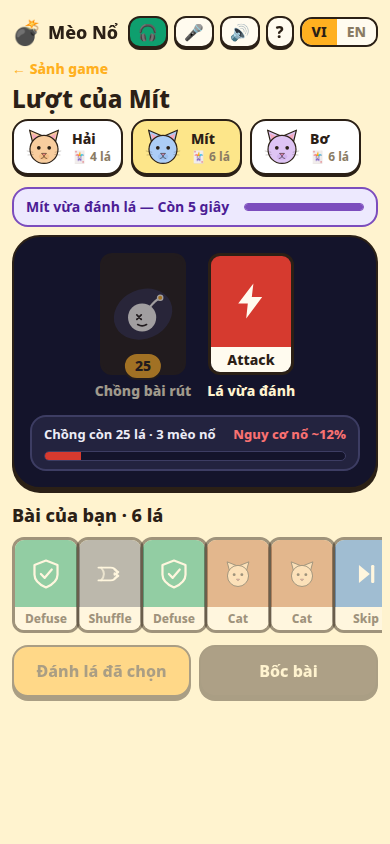 Mèo Nổ
?
VI EN
← Sảnh game
Lượt của Mít
Hải
4 lá
Mít
6 lá
Bơ
6 lá
Mít vừa đánh lá — Còn 5 giây
25
Attack
Chồng bài rút
Lá vừa đánh
Chồng còn 25 lá · 3 mèo nổ
Nguy cơ nổ ~12%
Bài của bạn · 6 lá
Defuse
Shuffle
Defuse
Cat
Cat
Skip
Đánh lá đã chọn
Bốc bài